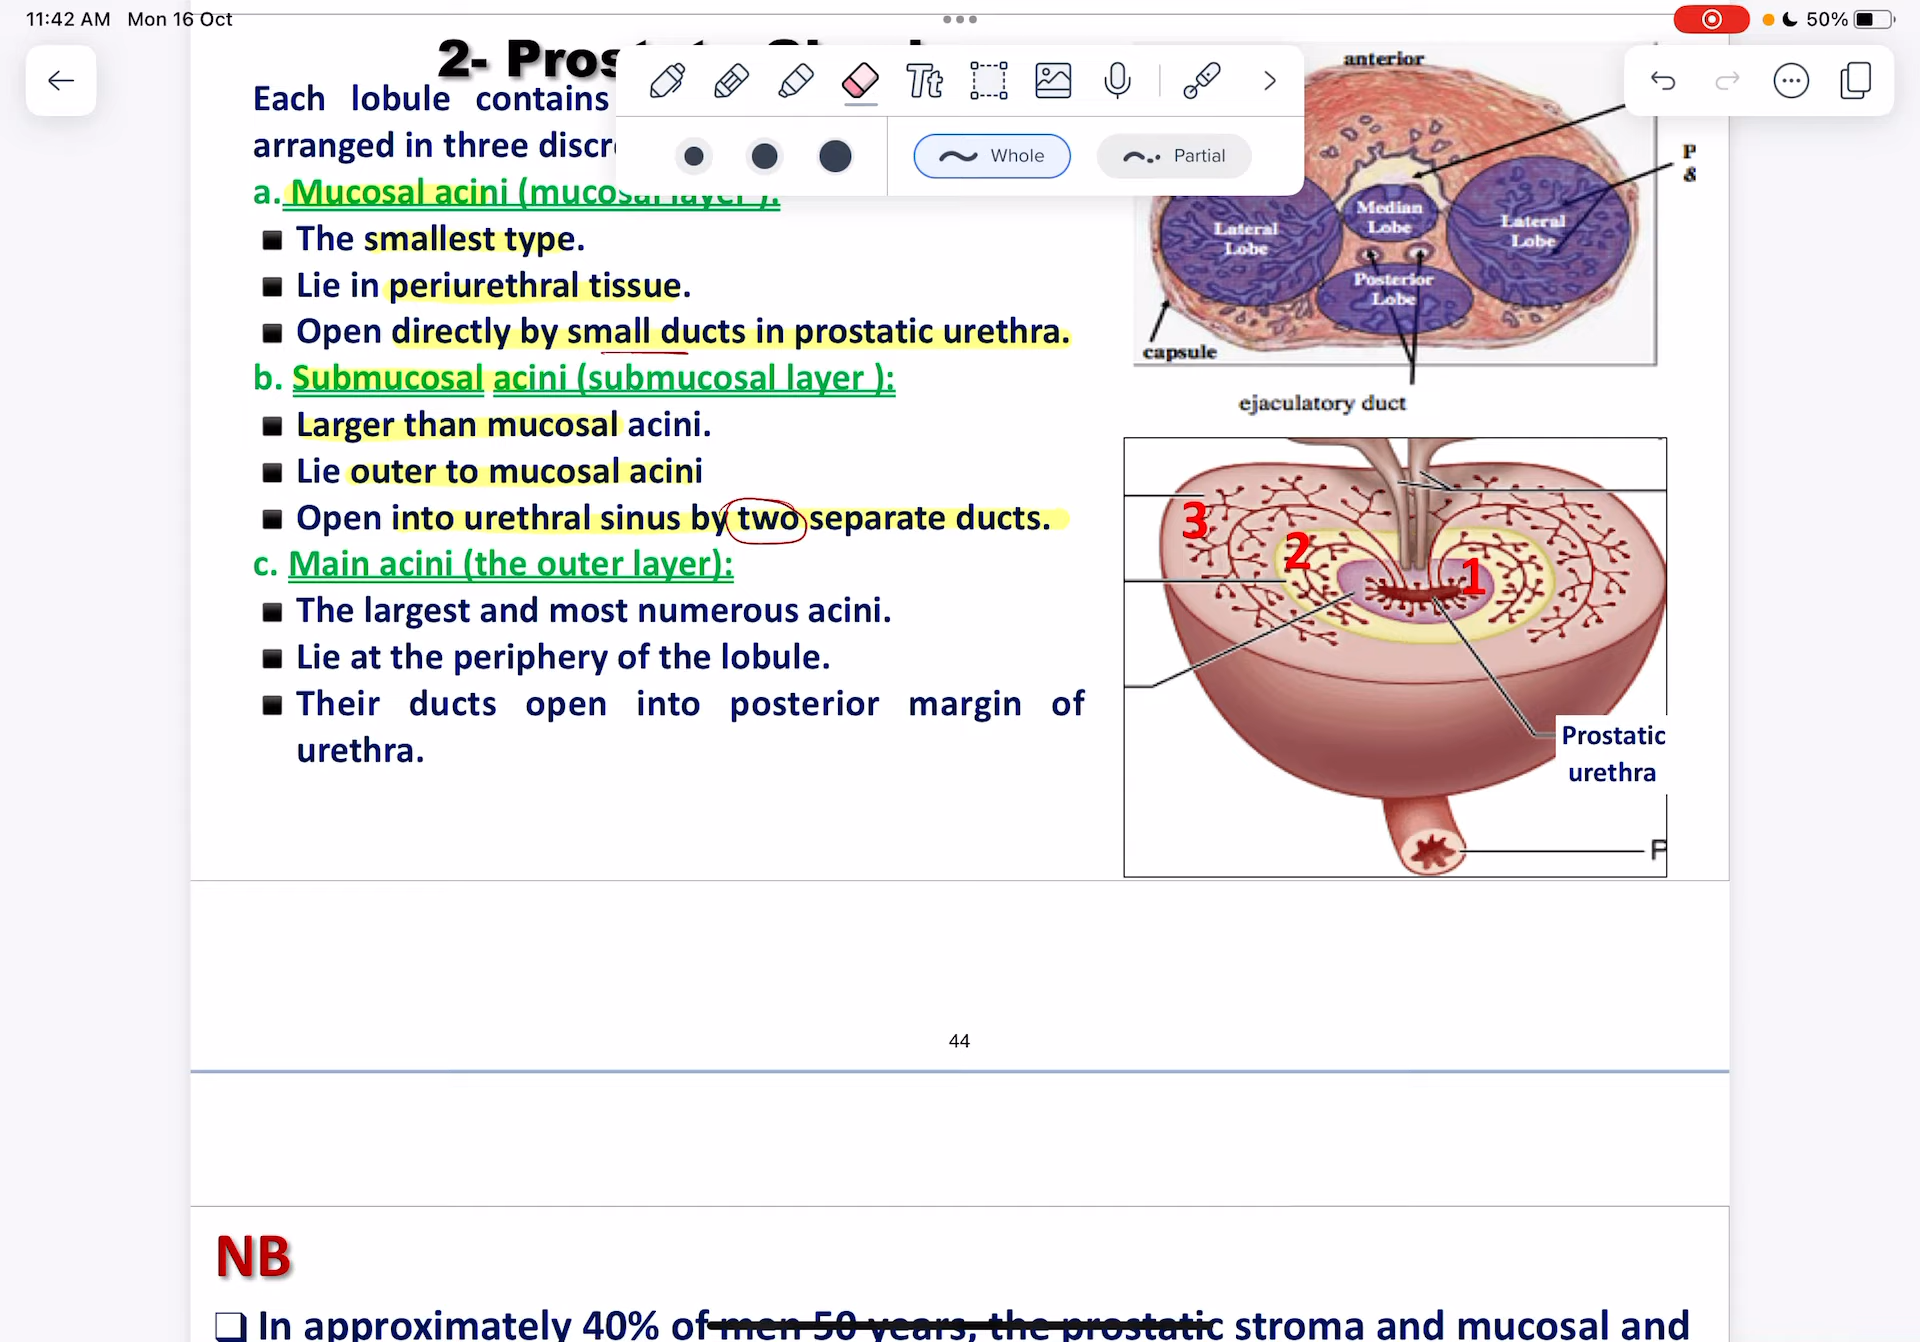 11:42 AM Mon 16 Oct
50%
Tt
Whole
Partial
2-
Each lobule contains
arranged in three
a. Mucosal acini (mucosal layer ):
■ The smallest type.
■ Lie in periurethral tissue.
■ Open directly by small ducts in prostatic urethra.
b. Submucosal acini (submucosal layer ):
■ Larger than mucosal acini.
■ Lie outer to mucosal acini
■ Open into urethral sinus by two separate ducts.
c. Main acini (the outer layer):
■ The largest and most numerous acini.
■ Lie at the periphery of the lobule.
■ Their ducts open into posterior margin of
urethra.
anterior
P
&
Median
Lobe
Lateral
Lobe
Lateral
Lobe
Posterior
Lobe
capsule
ejaculatory duct
3
2
1
Prostatic
urethra
P
44
NB
❑ In approximately 40% of men 50 years, the prostatic stroma and mucosal and